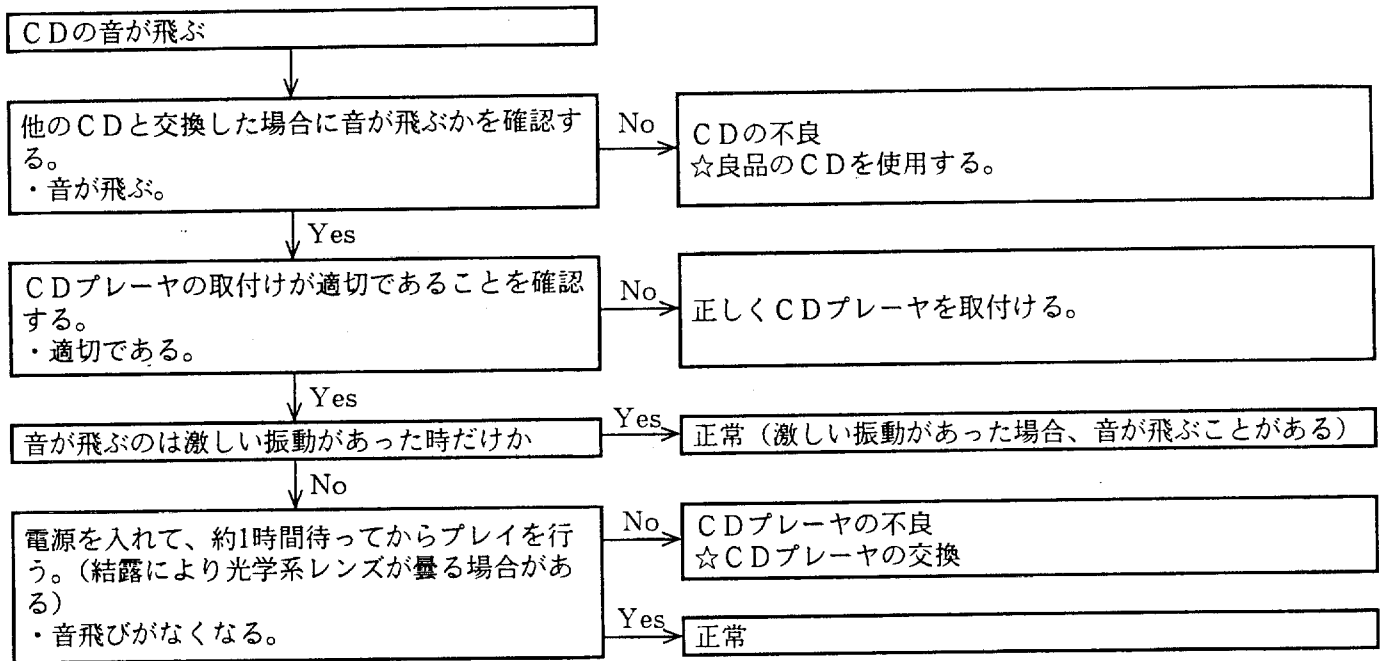 CDの音が飛ぶ
他のCDと交換した場合に音が飛ぶかを確認す
る。
・音が飛ぶ。
No
CDの不良
☆良品のCDを使用する。
Yes
CDプレーヤの取付けが適切であることを確認
する。
・適切である。
No
正しくCDプレーヤを取付ける。
Yes
音が飛ぶのは激しい振動があった時だけか
Yes
正常（激しい振動があった場合、音が飛ぶことがある）
No
電源を入れて、約1時間待ってからプレイを行
う。（結露により光学系レンズが曇る場合があ
る）
・音飛びがなくなる。
No
CDプレーヤの不良
☆CDプレーヤの交換
Yes
正常